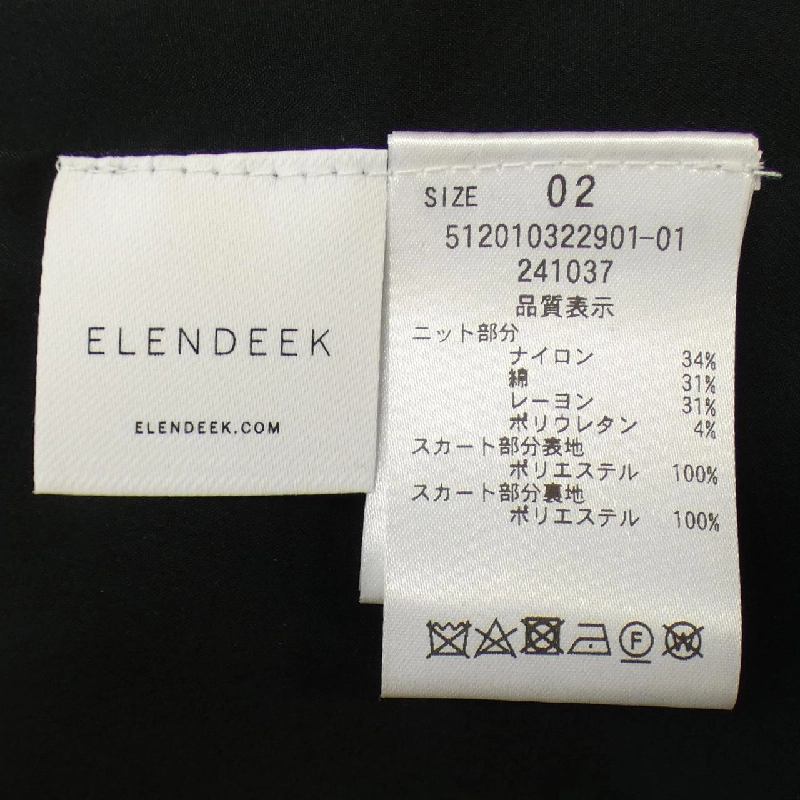 ELENDEEK
ELENDEEK.COM
SIZE 02
512010322901-01
241037
品質表示
ニット部分
ナイロン 34%
綿 31%
レーヨン 31%
ポリウレタン 4%
スカート部分表地
ポリエステル 100%
スカート部分裏地
ポリエステル 100%
F W